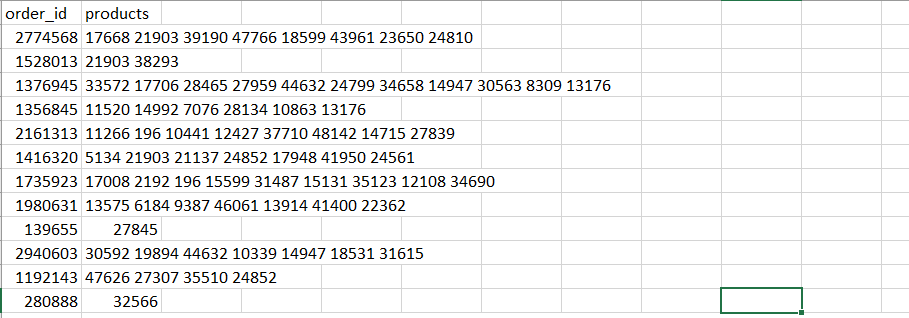 order_id products
2774568 17668 21903 39190 47766 18599 43961 23650 24810
1528013 21903 38293
1376945 33572 17706 28465 27959 44632 24799 34658 14947 30563 8309 13176
1356845 11520 14992 7076 28134 10863 13176
2161313 11266 196 10441 12427 37710 48142 14715 27839
1416320 5134 21903 21137 24852 17948 41950 24561
1735923 17008 2192 196 15599 31487 15131 35123 12108 34690
1980631 13575 6184 9387 46061 13914 41400 22362
139655 27845
2940603 30592 19894 44632 10339 14947 18531 31615
1192143 47626 27307 35510 24852
280888 32566